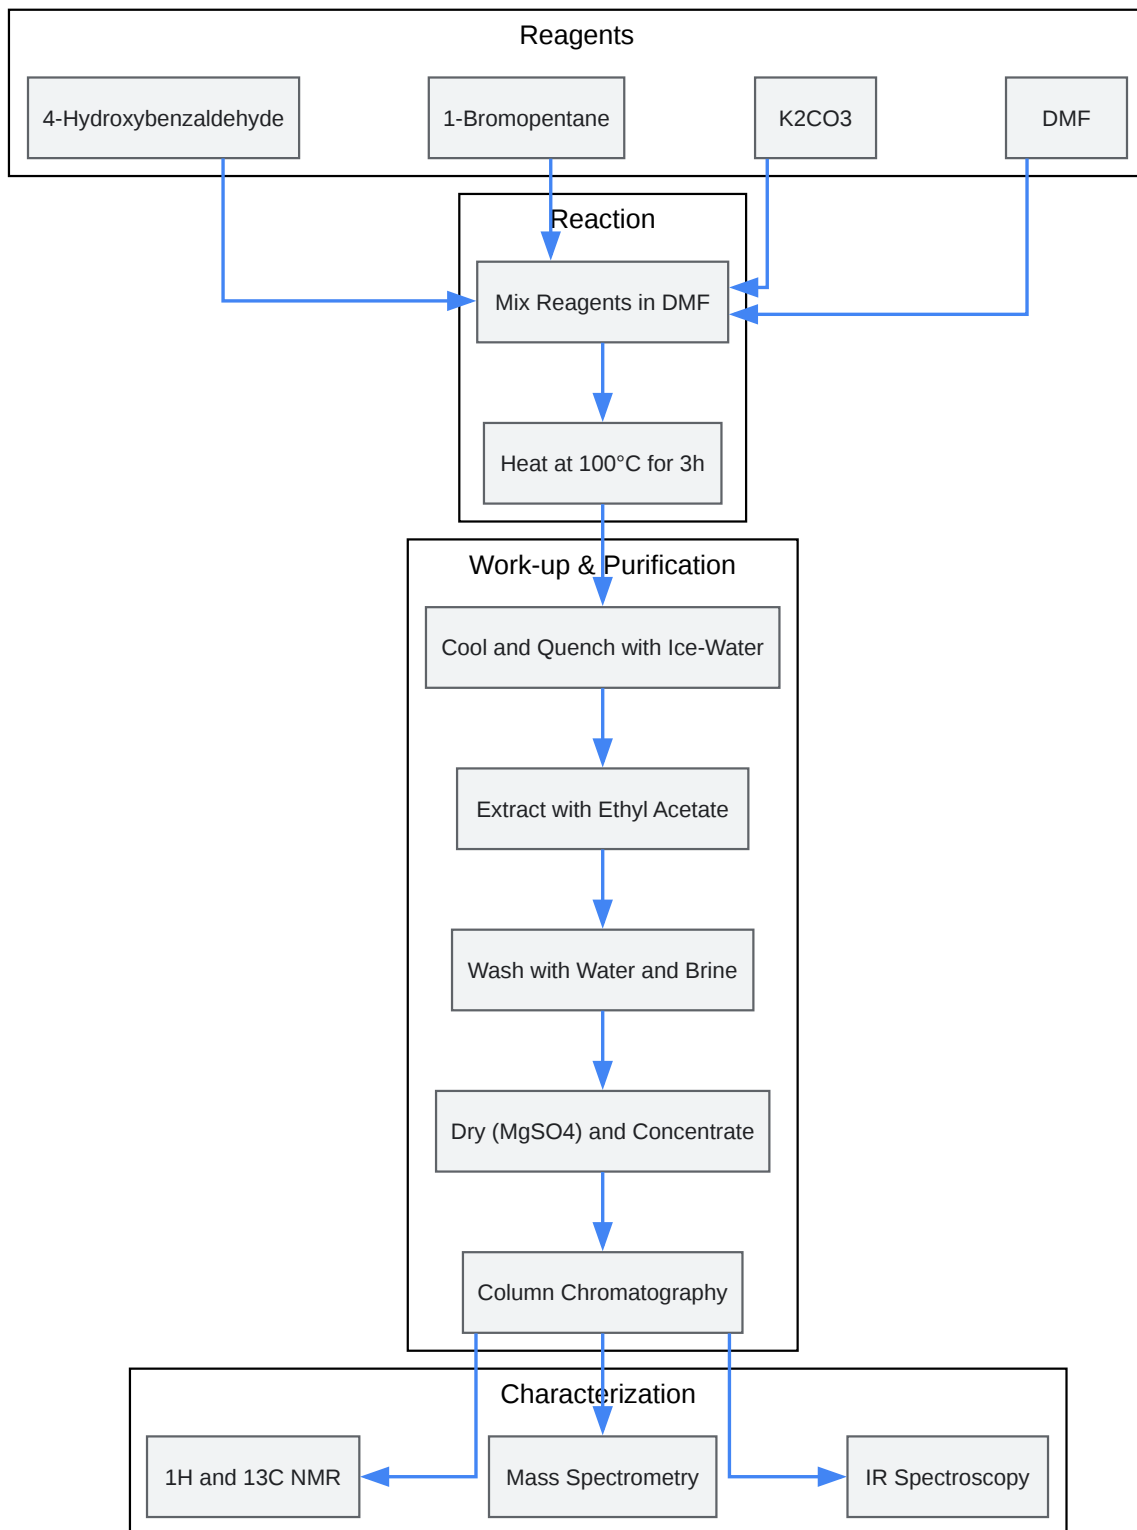 Reagents
4-Hydroxybenzaldehyde
1-Bromopentane
K2CO3
DMF
Reaction
Mix Reagents in DMF
Heat at 100°C for 3h
Work-up & Purification
Cool and Quench with Ice-Water
Extract with Ethyl Acetate
Wash with Water and Brine
Dry (MgSO4) and Concentrate
Column Chromatography
Characterization
1H and 13C NMR
Mass Spectrometry
IR Spectroscopy